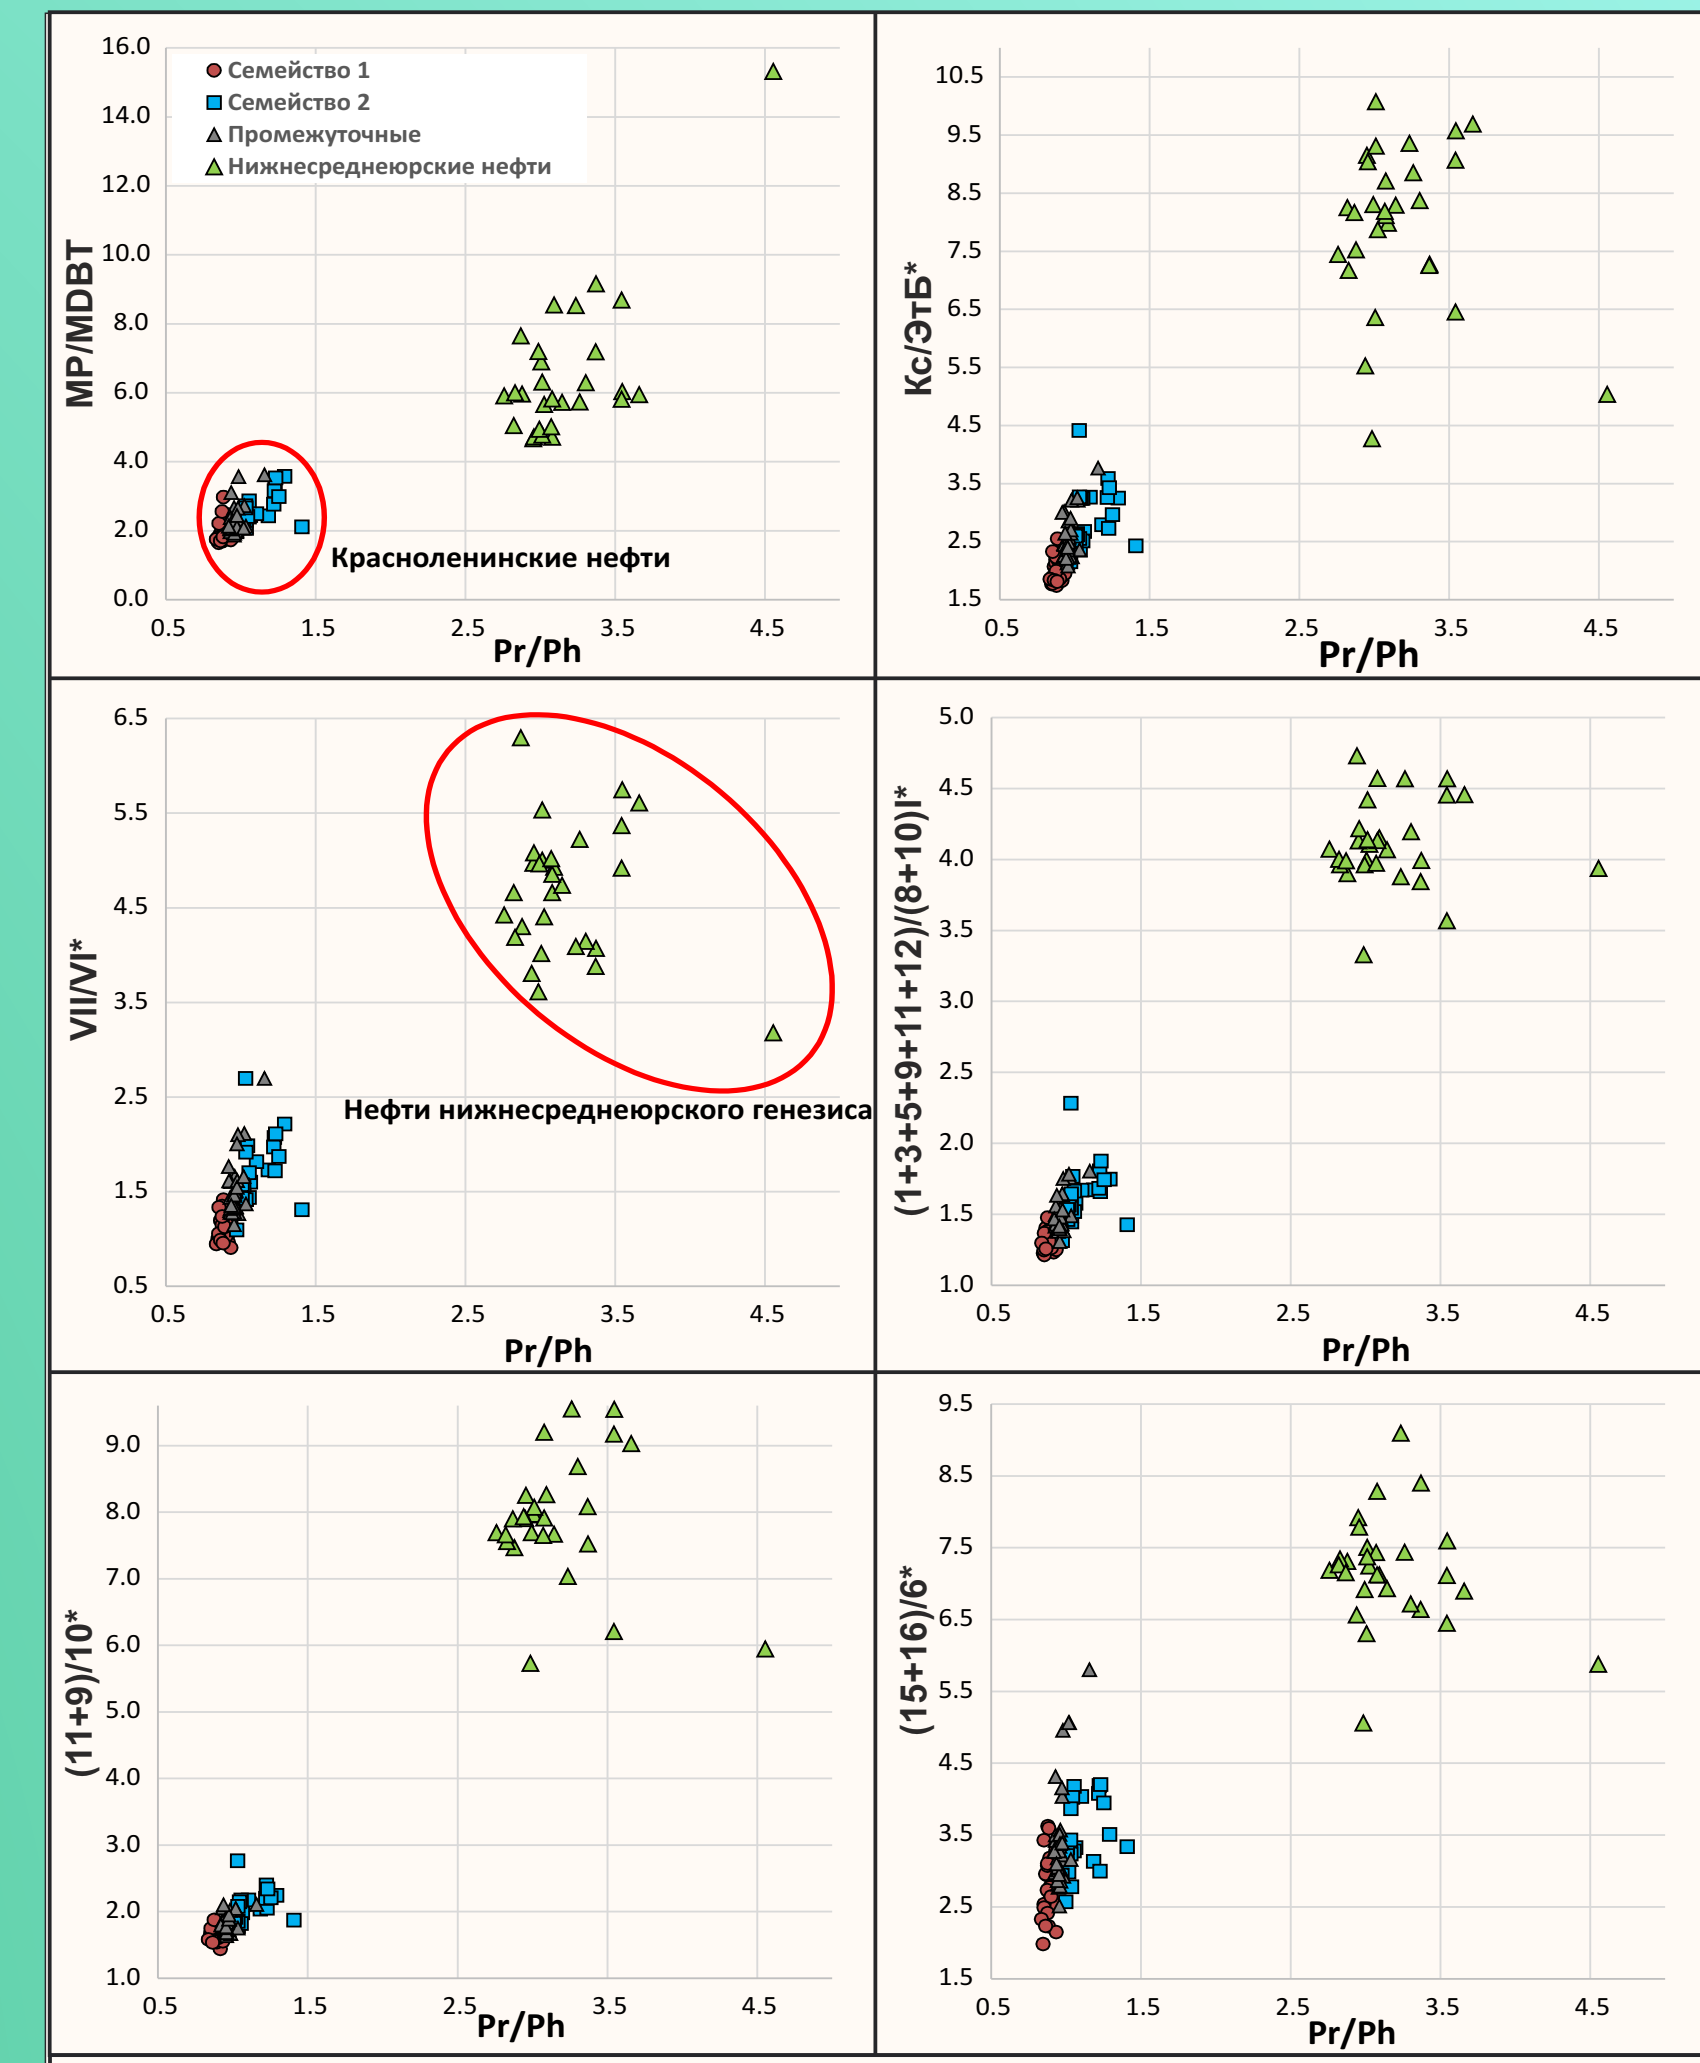 16.0
14.0
12.0
10.0
8.0
6.0
4.0
2.0
0.0
MP/MDBT
Семейство 1
Семейство 2
Промежуточные
Нижнесреднеюрские нефти
Красноленинские нефти
0.5 1.5 2.5 3.5 4.5
Pr/Ph
10.5
9.5
8.5
7.5
6.5
5.5
4.5
3.5
2.5
1.5
Кс/ЭтБ*
0.5 1.5 2.5 3.5 4.5
Pr/Ph
6.5
5.5
4.5
3.5
2.5
1.5
0.5
VII/VI*
Нефти нижнесреднеюрского генезиса
0.5 1.5 2.5 3.5 4.5
Pr/Ph
5.0
4.5
4.0
3.5
3.0
2.5
2.0
1.5
1.0
(1+3+5+9+11+12)/(8+10)I*
0.5 1.5 2.5 3.5 4.5
Pr/Ph
9.0
8.0
7.0
6.0
5.0
4.0
3.0
2.0
1.0
(11+9)/10*
0.5 1.5 2.5 3.5 4.5
Pr/Ph
9.5
8.5
7.5
6.5
5.5
4.5
3.5
2.5
1.5
(15+16)/6*
0.5 1.5 2.5 3.5 4.5
Pr/Ph